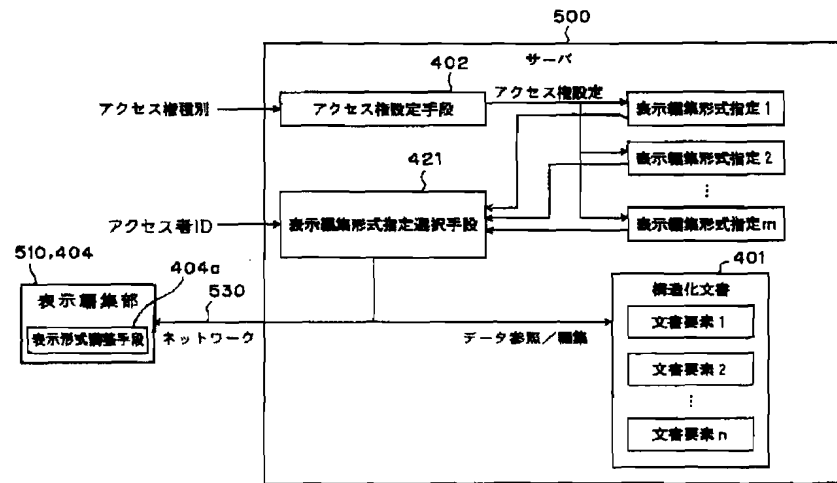 500
サーバ
402
アクセス権種別
アクセス権設定手段
アクセス権設定
表示編集形式指定1
表示編集形式指定2
⋮
表示編集形式指定m
421
アクセス者ID
表示編集形式指定選択手段
510,404
404a
表示編集部
表示形式調整手段
530
ネットワーク
データ参照/編集
401
構造化文書
文書要素1
文書要素2
⋮
文書要素n